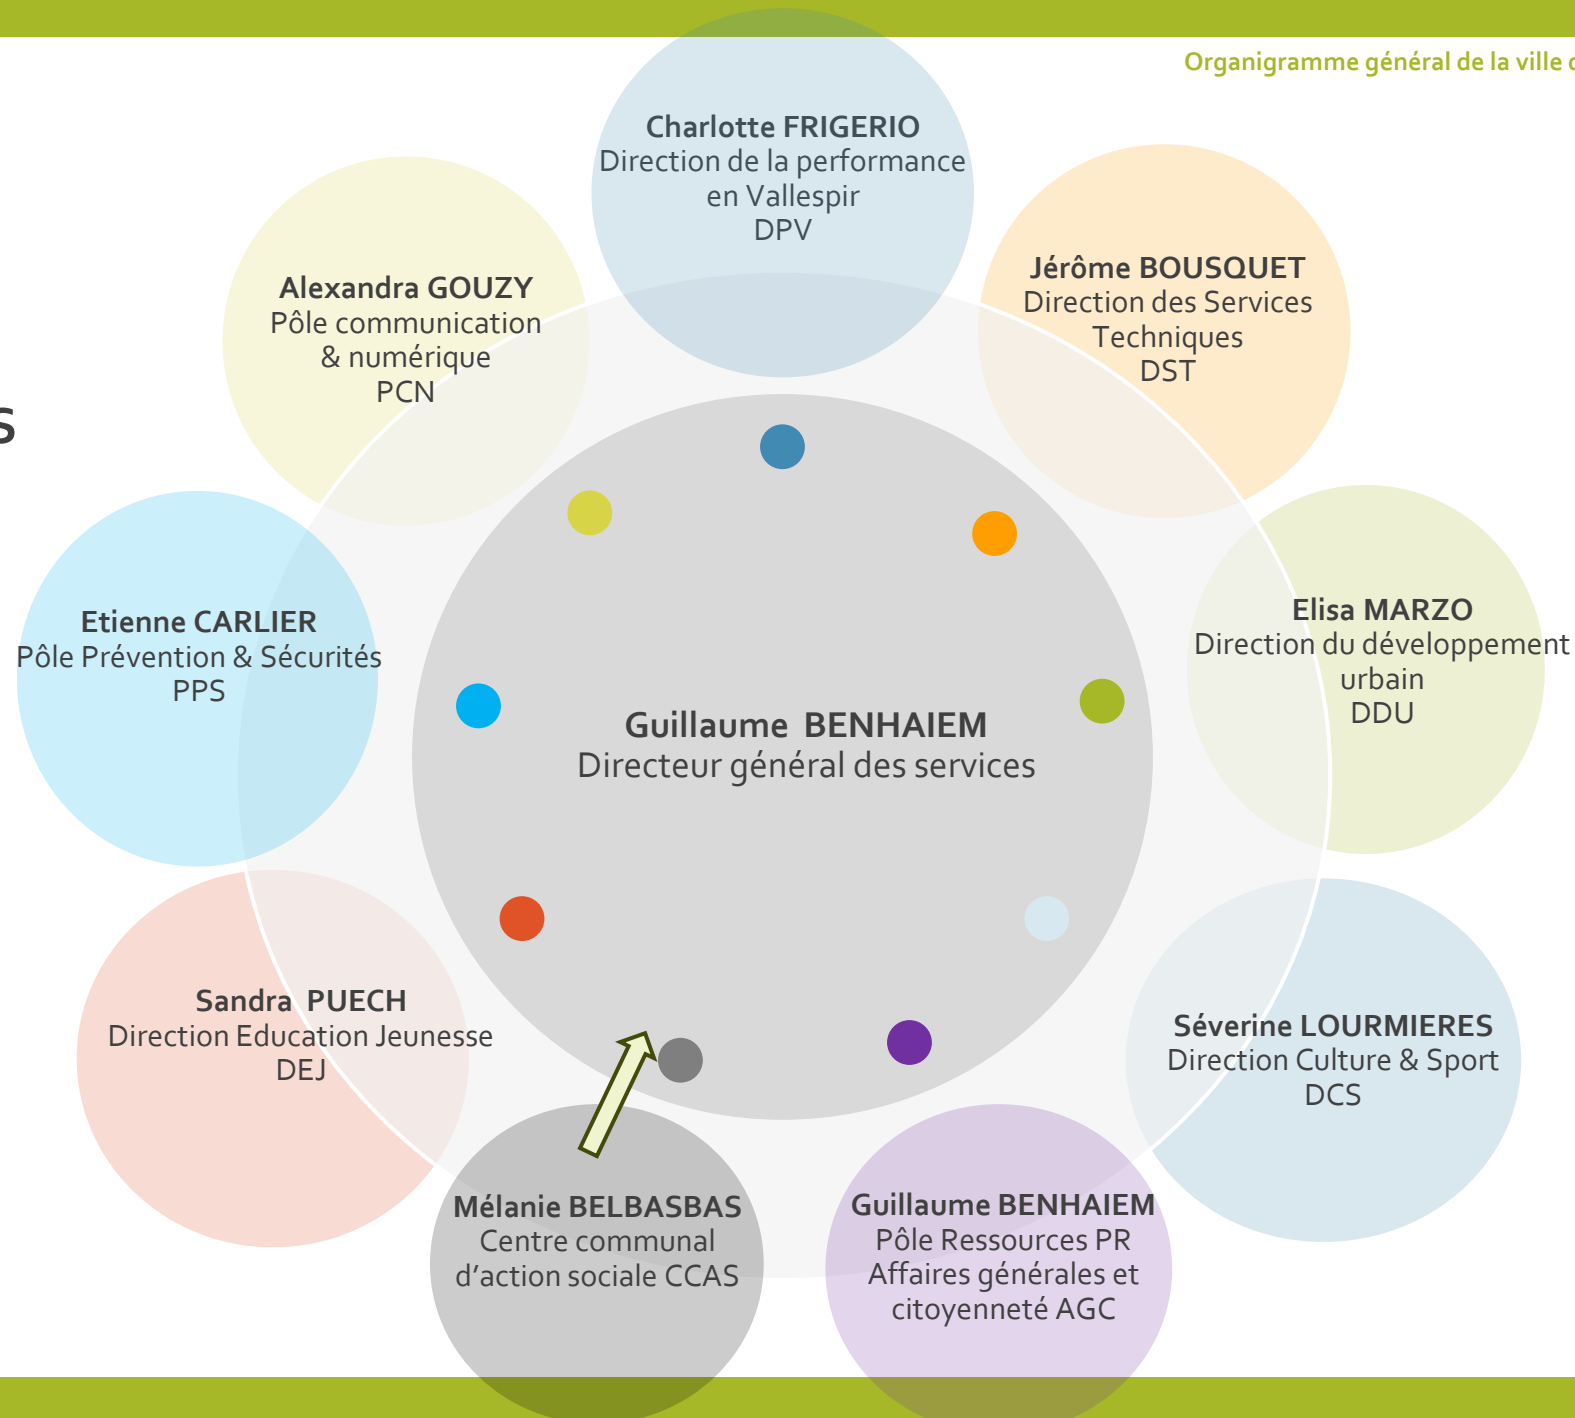 Organigramme général de la ville
Charlotte FRIGERIO
Direction de la performance
en Vallespir
DPV
Alexandra GOUZY
Pôle communication
& numérique
PCN
Jérôme BOUSQUET
Direction des Services
Techniques
DST
S
Etienne CARLIER
Pôle Prévention & Sécurités
PPS
Elisa MARZO
Direction du développement
urbain
DDU
Guillaume BENHAIEM
Directeur général des services
Sandra PUECH
Direction Education Jeunesse
DEJ
Séverine LOURMIERES
Direction Culture & Sport
DCS
Mélanie BELBASBAS
Centre communal
d’action sociale CCAS
Guillaume BENHAIEM
Pôle Ressources PR
Affaires générales et
citoyenneté AGC